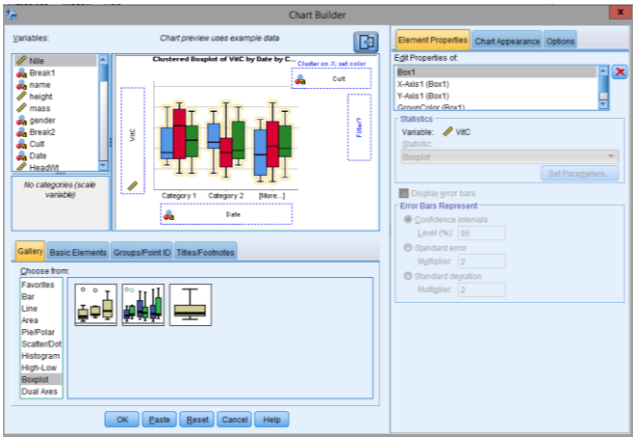 Chart Builder
x
Variables:
Chart preview uses example data
Nile
Break1
name
height
mass
gender
Break2
Cult
Date
HeadWt
No categories (scale
variable)
Clustered Boxplot of VitC by Date by C...
Cluster on X: set color
Cult
VitC
Filter?
Category 1 Category 2 [More...]
Date
Gallery Basic Elements Groups/Point ID Titles/Footnotes
Choose from:
Favorites
Bar
Line
Area
Pie/Polar
Scatter/Dot
Histogram
High-Low
Boxplot
Dual Axes
OK Paste Reset Cancel Help
Element Properties Chart Appearance Options
Edit Properties of:
Box1
X-Axis1 (Box1)
Y-Axis1 (Box1)
GroupColor (Box1)
Statistics
Variable: VitC
Statistic:
Boxplot
Set Parameters...
Display error bars
Error Bars Represent
Confidence intervals
Level (%): 95
Standard error
Multiplier: 2
Standard deviation
Multiplier: 2